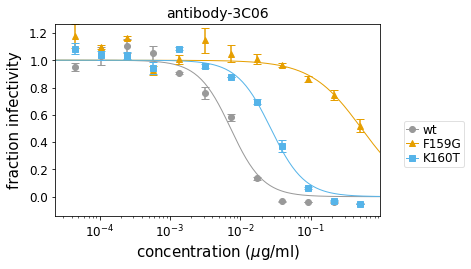 antibody-3C06
fraction infectivity
1.2
1.0
0.8
0.6
0.4
0.2
0.0
10⁻⁴
10⁻³
10⁻²
10⁻¹
concentration (μg/ml)
wt
F159G
K160T